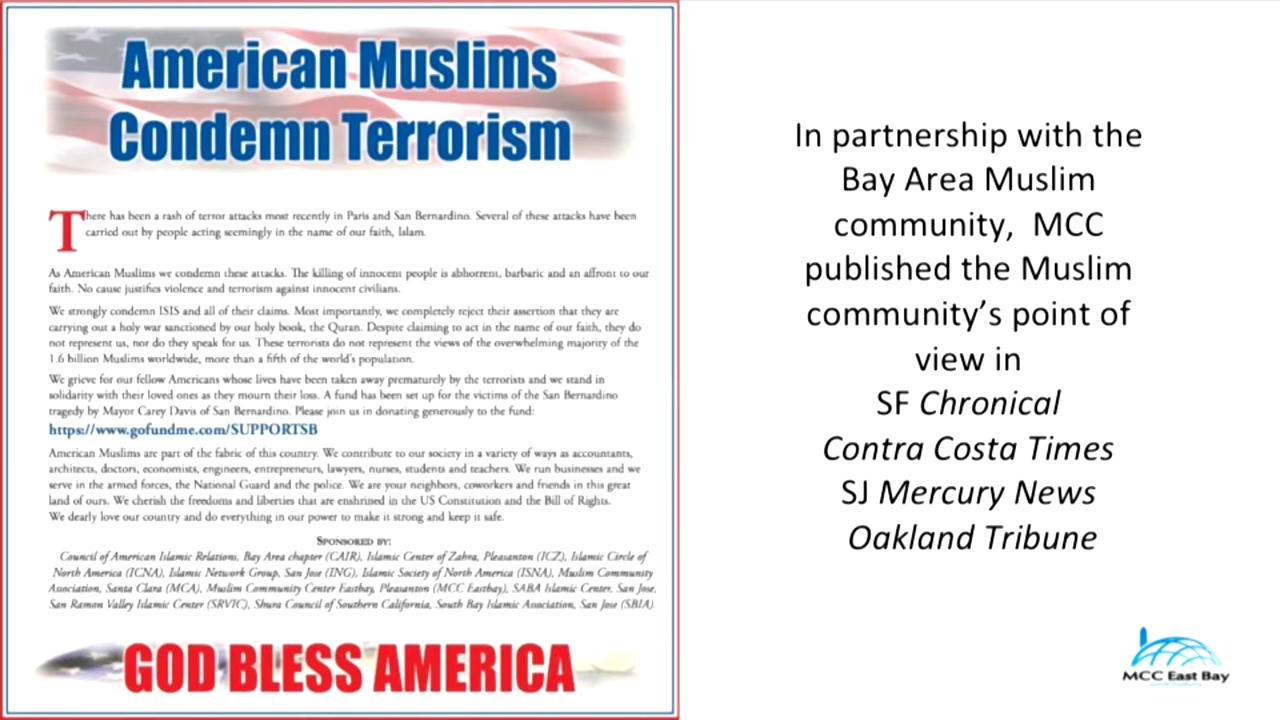 American Muslims
Condemn Terrorism
There has been a rash of terror attacks most recently in Paris and San Bernardino. Several of these attacks have been
carried out by people acting seemingly in the name of our faith, Islam.
As American Muslims we condemn these attacks. The killing of innocent people is abhorrent, barbaric and an affront to our
faith. No cause justifies violence and terrorism against innocent civilians.
We strongly condemn ISIS and all of their claims. Most importantly, we completely reject their assertion that they are
carrying out a holy war sanctioned by our holy book, the Quran. Despite claiming to act in the name of our faith, they do
not represent us, nor do they speak for us. These terrorists do not represent the views of the overwhelming majority of the
1.6 billion Muslims worldwide, more than a fifth of the world's population.
We grieve for our fellow Americans whose lives have been taken away prematurely by the terrorists and we stand in
solidarity with their loved ones as they mourn their loss. A fund has been set up for the victims of the San Bernardino
tragedy by Mayor Carey Davis of San Bernardino. Please join us in donating generously to the fund:
https://www.gofundme.com/SUPPORTSB
American Muslims are part of the fabric of this country. We contribute to our society in a variety of ways as accountants,
architects, doctors, economists, engineers, entrepreneurs, lawyers, nurses, students and teachers. We run businesses and we
serve in the armed forces, the National Guard and the police. We are your neighbors, coworkers and friends in this great
land of ours. We cherish the freedoms and liberties that are enshrined in the US Constitution and the Bill of Rights.
We dearly love our country and do everything in our power to make it strong and keep it safe.
SPONSORED BY:
Council of American Islamic Relations, Bay Area chapter (CAIR), Islamic Center of Zahra, Pleasanton (ICZ), Islamic Circle of
North America (ICNA), Islamic Network Group, San Jose (ING), Islamic Society of North America (ISNA), Muslim Community
Association, Santa Clara (MCA), Muslim Community Center Eastbay, Pleasanton (MCC Eastbay), SABA Islamic Center, San Jose,
San Ramon Valley Islamic Center (SRVIC), Shura Council of Southern California, South Bay Islamic Association, San Jose (SBIA)
GOD BLESS AMERICA
In partnership with the
Bay Area Muslim
community, MCC
published the Muslim
community's point of
view in
SF Chronical
Contra Costa Times
SJ Mercury News
Oakland Tribune
MCC East Bay